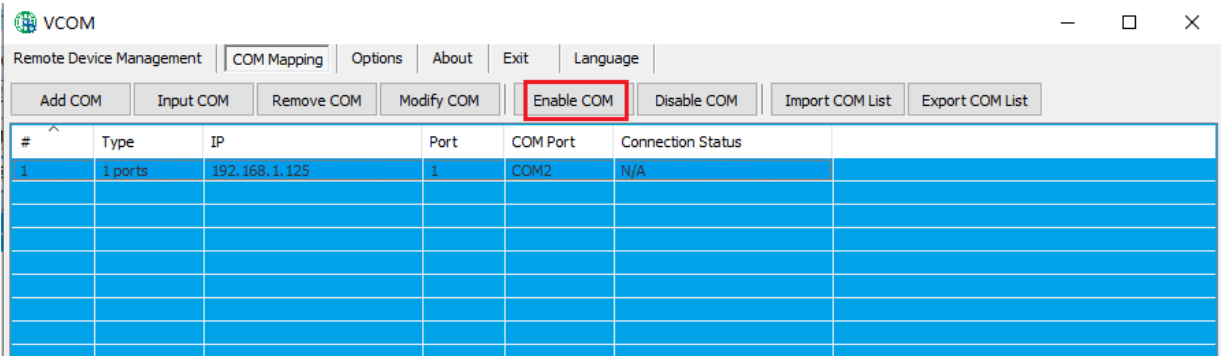 VCOM
Remote Device Management COM Mapping Options About Exit Language
Add COM Input COM Remove COM Modify COM Enable COM Disable COM Import COM List Export COM List
# Type IP Port COM Port Connection Status
1 1 ports 192.168.1.125 1 COM2 N/A